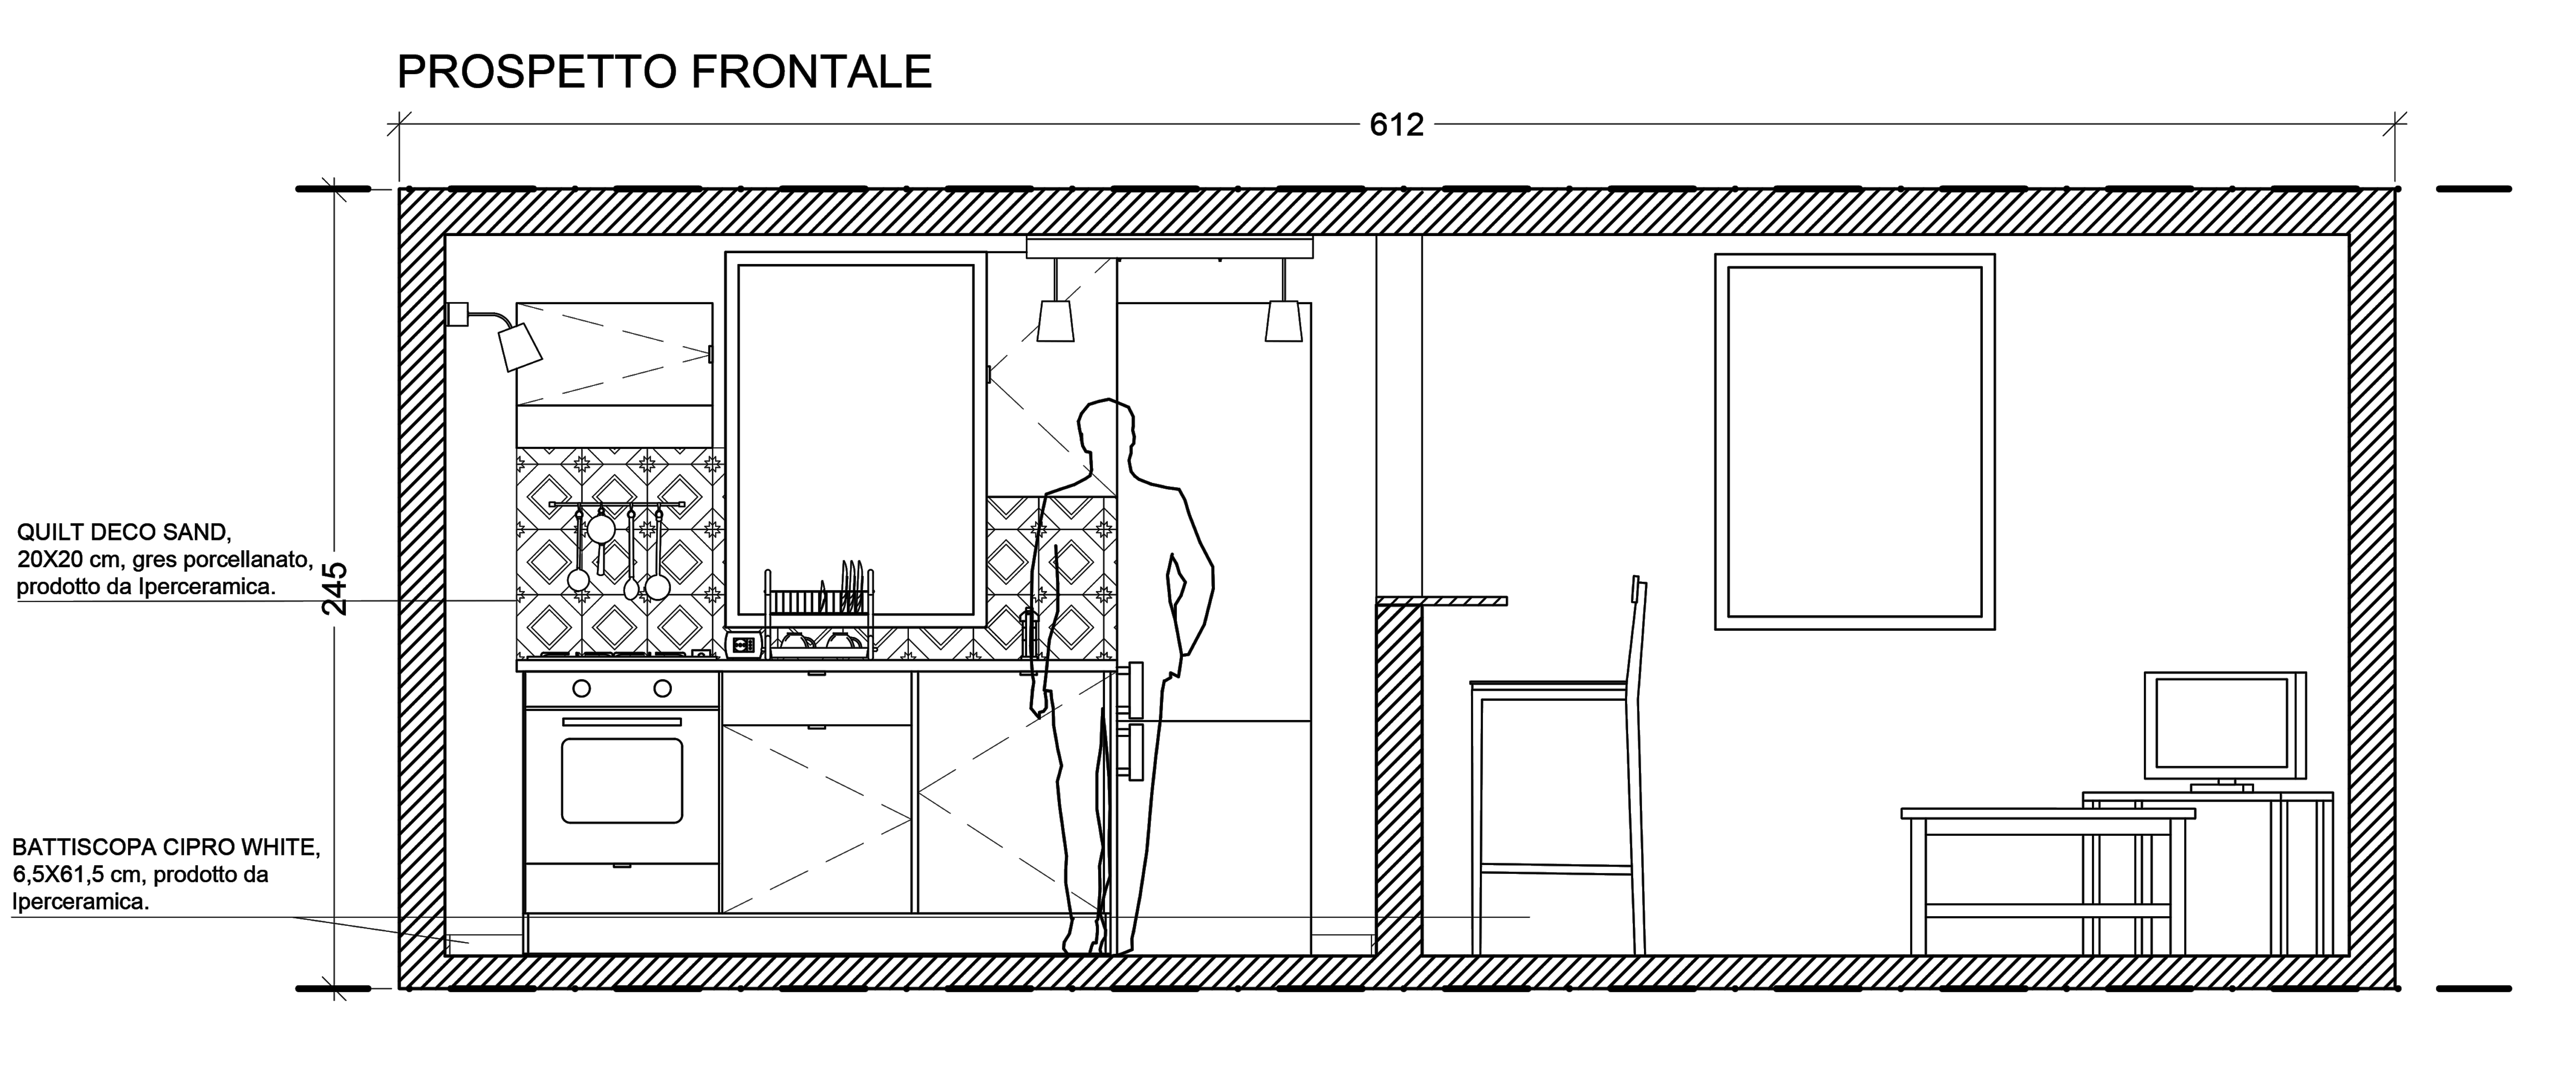 PROSPETTO FRONTALE
612
QUILT DECO SAND,
20X20 cm, gres porcellanato,
prodotto da Iperceramica.
245
BATTISCOPA CIPRO WHITE,
6,5X61,5 cm, prodotto da
Iperceramica.